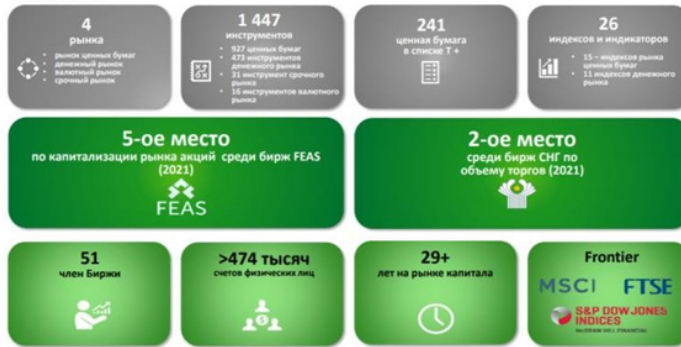 4
рынка
• рынок ценных бумаг
• денежный рынок
• валютный рынок
• срочный рынок
1 447
инструментов
• 927 ценных бумаг
• 473 инструментов
денежного рынка
• 31 инструмент срочного
рынка
• 16 инструментов валютного
рынка
241
ценная бумага
в списке Т +
26
индексов и индикаторов
• 15 – индексов рынка
ценных бумаг
• 11 индексов денежного
рынка
5-ое место
по капитализации рынка акций среди бирж FEAS
(2021)
FEAS
2-ое место
среди бирж СНГ по
объему торгов (2021)
51
член Биржи
>474 тысяч
счетов физических лиц
29+
лет на рынке капитала
Frontier
MSCI FTSE
S&P DOW JONES
INDICES
McGRAW HILL FINANCIAL